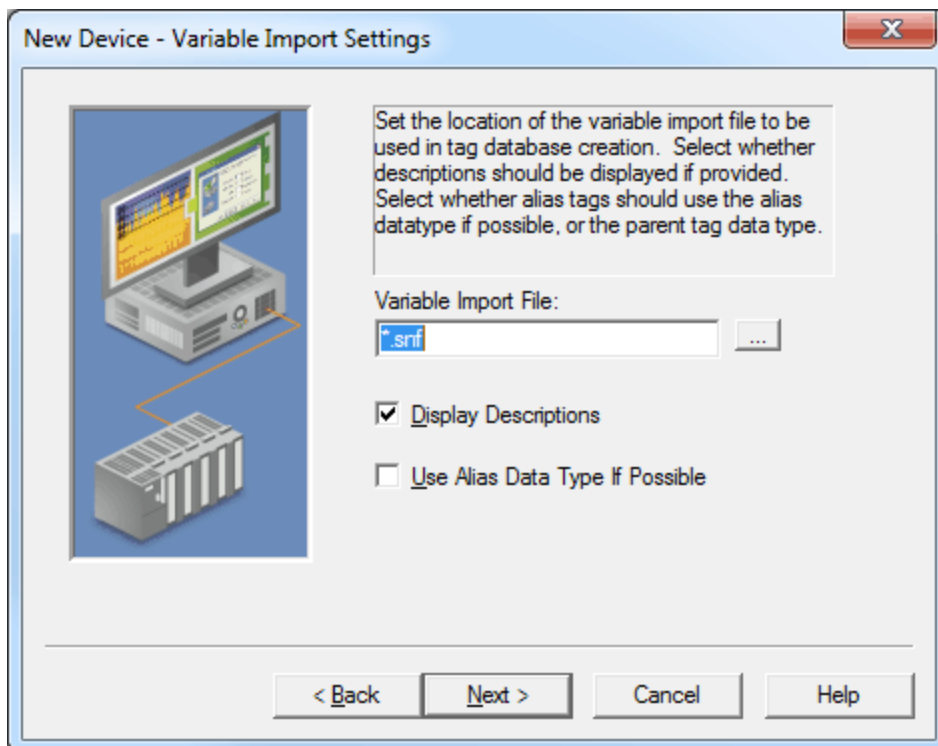 New Device - Variable Import Settings
Set the location of the variable import file to be
used in tag database creation.  Select whether
descriptions should be displayed if provided.
Select whether alias tags should use the alias
datatype if possible, or the parent tag data type.
Variable Import File:
*.snf
...
Display Descriptions
Use Alias Data Type If Possible
< Back
Next >
Cancel
Help